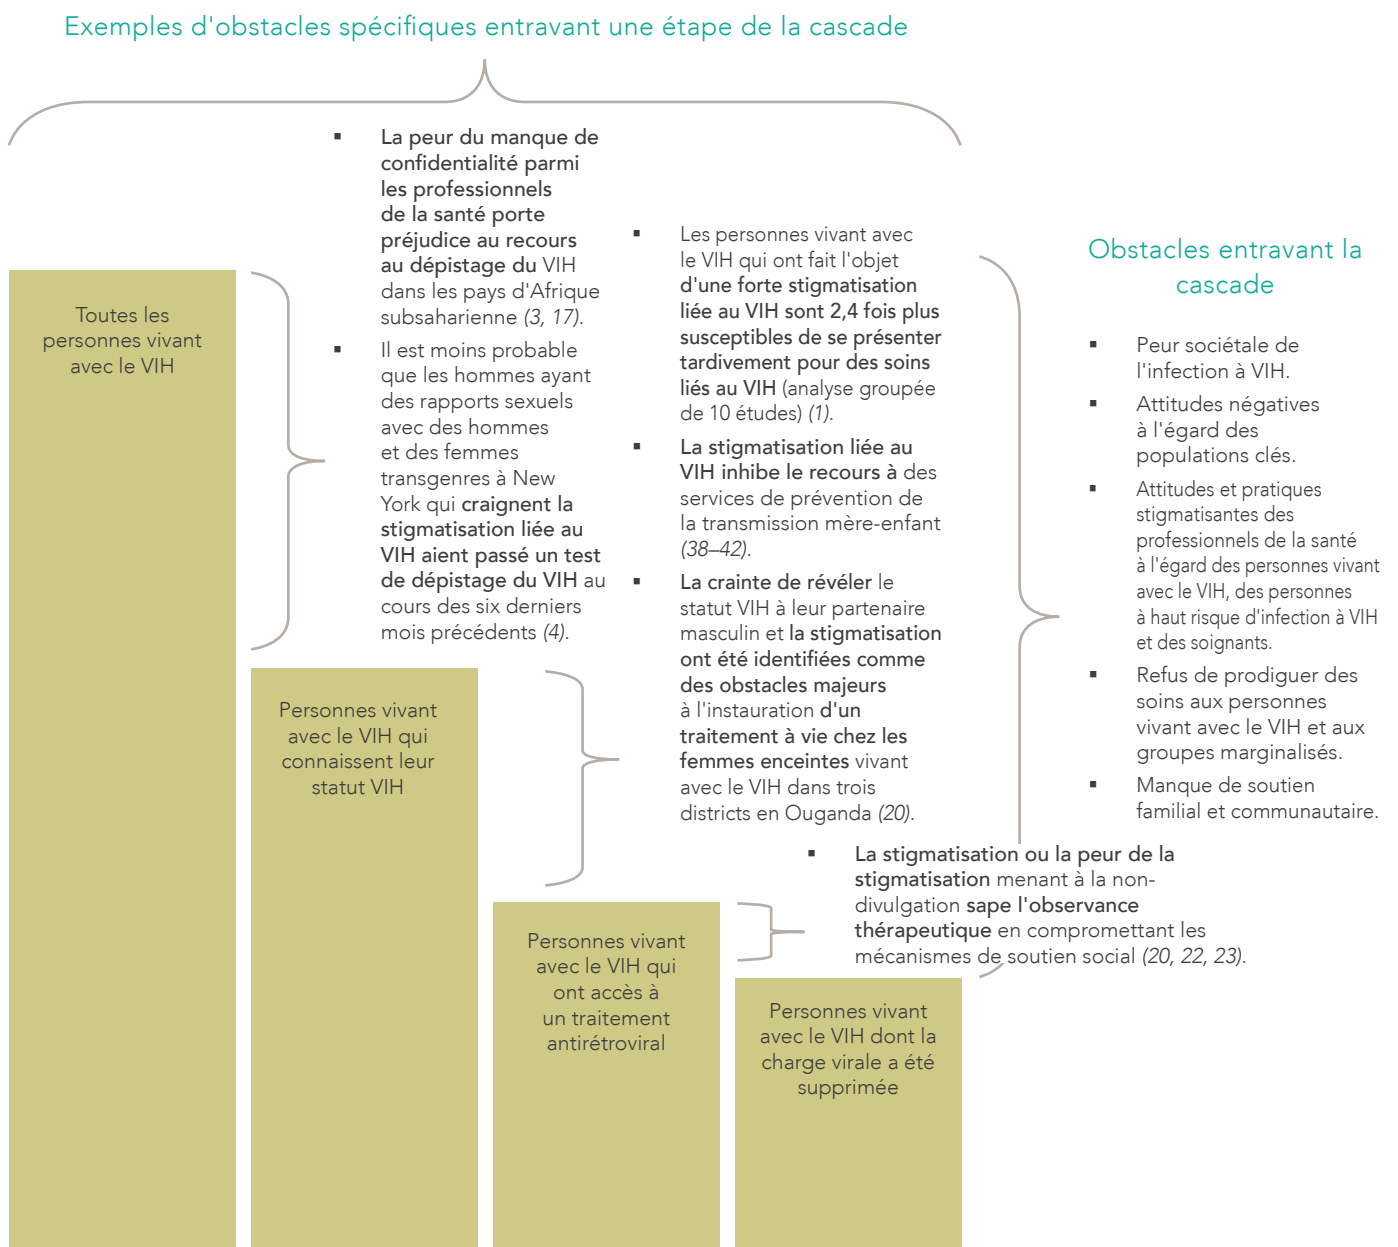 Exemples d'obstacles spécifiques entravant une étape de la cascade
Toutes les
personnes vivant
avec le VIH
▪ La peur du manque de
confidentialité parmi
les professionnels
de la santé porte
préjudice au recours
au dépistage du VIH
dans les pays d'Afrique
subsaharienne (3, 17).
▪ Il est moins probable
que les hommes ayant
des rapports sexuels
avec des hommes
et des femmes
transgenres à New
York qui craignent la
stigmatisation liée au
VIH aient passé un test
de dépistage du VIH au
cours des six derniers
mois précédents (4).
Personnes vivant
avec le VIH qui
connaissent leur
statut VIH
▪ Les personnes vivant avec
le VIH qui ont fait l'objet
d'une forte stigmatisation
liée au VIH sont 2,4 fois plus
susceptibles de se présenter
tardivement pour des soins
liés au VIH (analyse groupée
de 10 études) (1).
▪ La stigmatisation liée au
VIH inhibe le recours à des
services de prévention de
la transmission mère-enfant
(38–42).
▪ La crainte de révéler le
statut VIH à leur partenaire
masculin et la stigmatisation
ont été identifiées comme
des obstacles majeurs
à l'instauration d'un
traitement à vie chez les
femmes enceintes vivant
avec le VIH dans trois
districts en Ouganda (20).
Personnes vivant
avec le VIH qui
ont accès à
un traitement
antirétroviral
▪ La stigmatisation ou la peur de la
stigmatisation menant à la non-
divulgation sape l'observance
thérapeutique en compromettant les
mécanismes de soutien social (20, 22, 23).
Personnes vivant
avec le VIH dont la
charge virale a été
supprimée
Obstacles entravant la
cascade
▪ Peur sociétale de
l'infection à VIH.
▪ Attitudes négatives
à l'égard des
populations clés.
▪ Attitudes et pratiques
stigmatisantes des
professionnels de la santé
à l'égard des personnes vivant
avec le VIH, des personnes
à haut risque d'infection à VIH
et des soignants.
▪ Refus de prodiguer des
soins aux personnes
vivant avec le VIH et aux
groupes marginalisés.
▪ Manque de soutien
familial et communautaire.